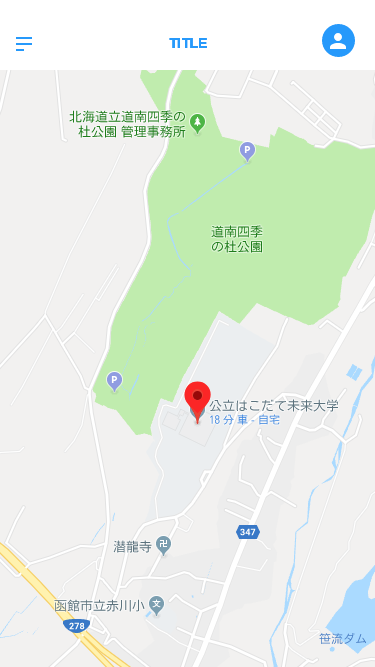 TITLE
北海道立道南四季の
杜公園 管理事務所
P
道南四季
の杜公園
P
公立はこだて未来大学
18 分 車 - 自宅
347
潜龍寺
卍
函館市立赤川小
文
278
笹流ダム